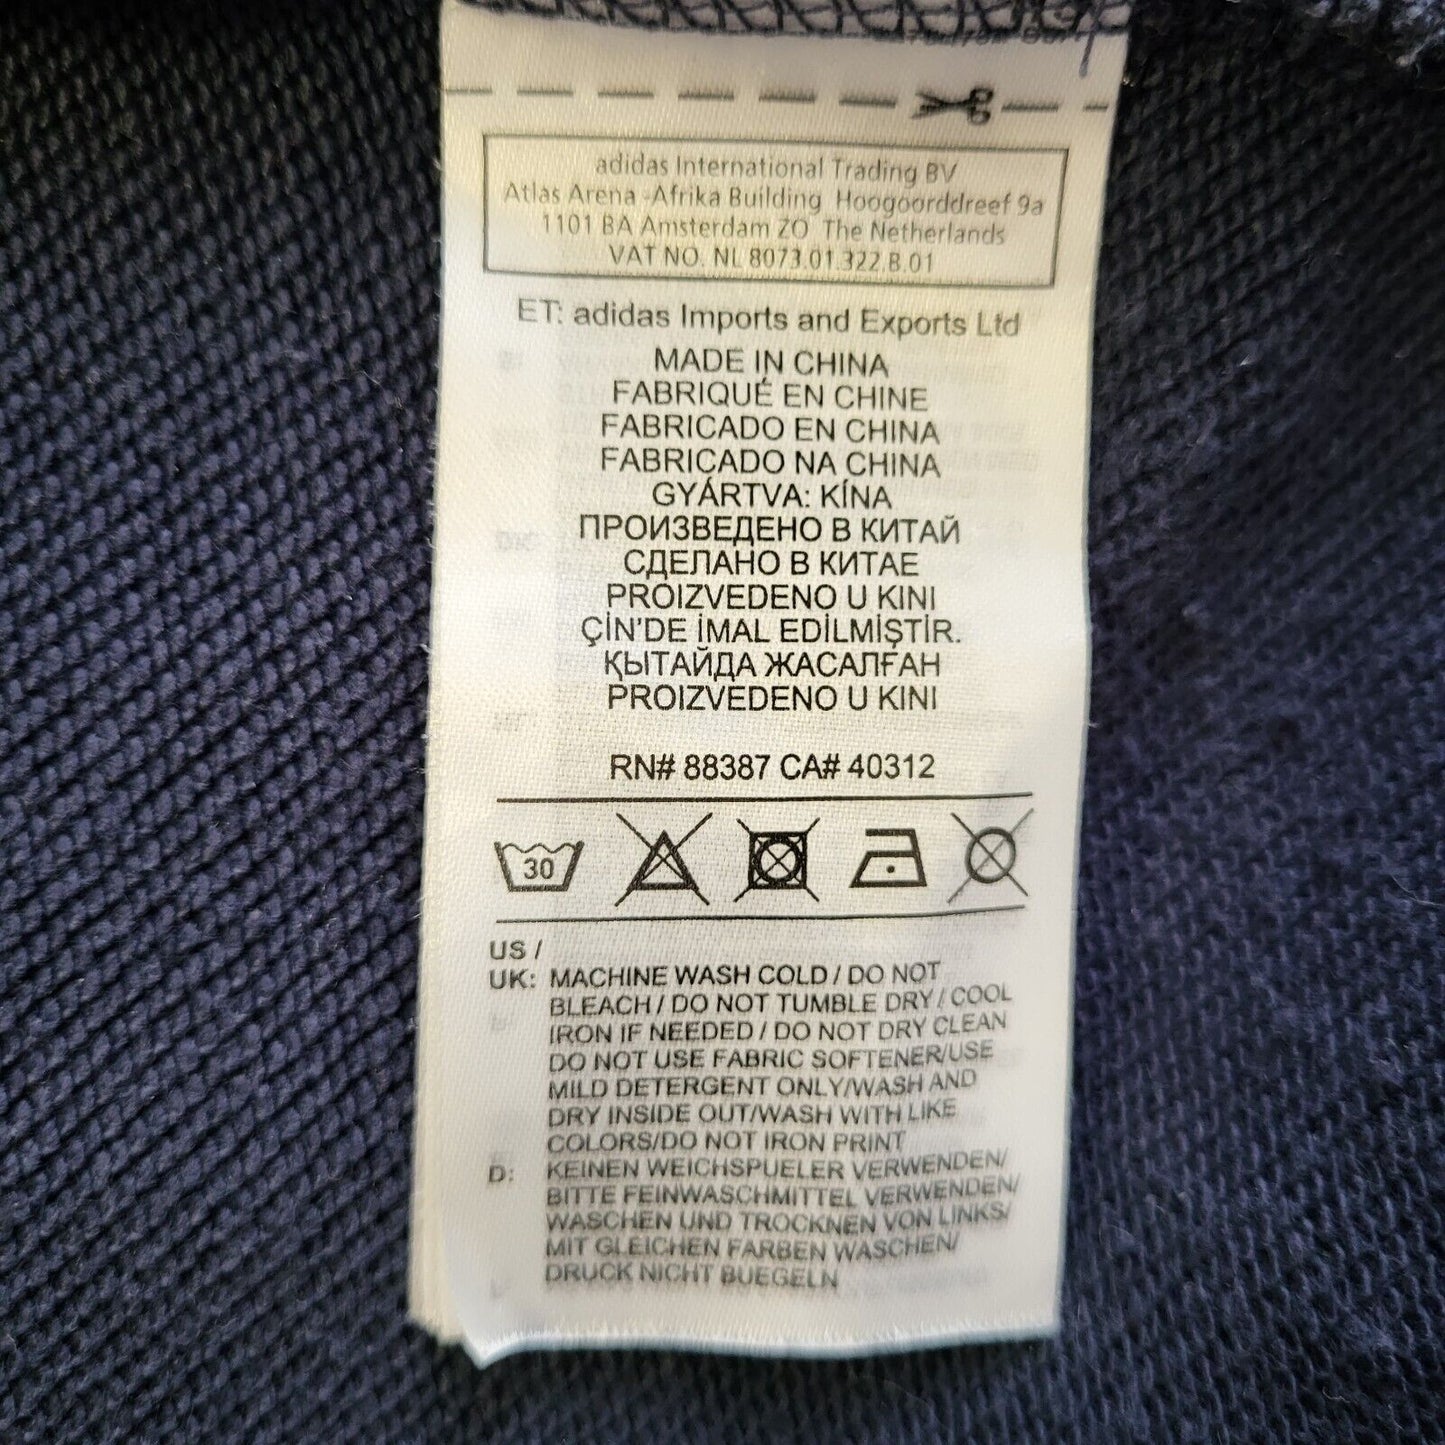 adidas International Trading BV
Atlas Arena -Afrika Building Hoogoorddreef 9a
1101 BA Amsterdam ZO The Netherlands
VAT NO. NL 8073.01.322.B.01
ET: adidas Imports and Exports Ltd
MADE IN CHINA
FABRIQUÉ EN CHINE
FABRICADO EN CHINA
FABRICADO NA CHINA
GYÁRTVA: KÍNA
ПРОИЗВЕДЕНО В КИТАЙ
СДЕЛАНО В КИТАЕ
PROIZVEDENO U KINI
ÇİN'DE İMAL EDİLMİŞTİR.
ҚЫТАЙДА ЖАСАЛҒАН
PROIZVEDENO U KINI
RN# 88387 CA# 40312
30
US /
UK: MACHINE WASH COLD / DO NOT
BLEACH / DO NOT TUMBLE DRY / COOL
IRON IF NEEDED / DO NOT DRY CLEAN
DO NOT USE FABRIC SOFTENER/USE
MILD DETERGENT ONLY/WASH AND
DRY INSIDE OUT/WASH WITH LIKE
COLORS/DO NOT IRON PRINT
D: KEINEN WEICHSPUELER VERWENDEN/
BITTE FEINWASCHMITTEL VERWENDEN/
WASCHEN UND TROCKNEN VON LINKS/
MIT GLEICHEN FARBEN WASCHEN/
DRUCK NICHT BUEGELN